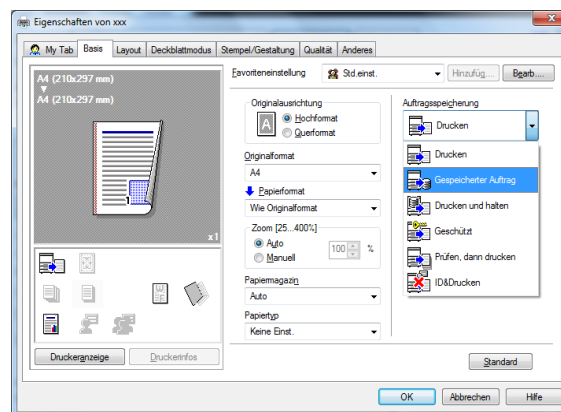 Eigenschaften von xxx
My Tab Basis Layout Deckblattmodus Stempel/Gestaltung Qualität Anderes
A4 (210x297 mm)
A4 (210x297 mm)
1
x1
Druckeranzeige Druckerinfos
Favoriteneinstellung Std.einst. Hinzufüg.... Bearb....
Originalausrichtung
A
Hochformat
Querformat
Originalformat
A4
Papierformat
Wie Originalformat
Zoom [25...400%]
Auto
Manuell
100 %
Papiermagazin
Auto
Papiertyp
Keine Einst.
Auftragsspeicherung
Drucken
Drucken
Gespeicherter Auftrag
Drucken und halten
Geschützt
Prüfen, dann drucken
ID&Drucken
Standard
OK Abbrechen Hilfe